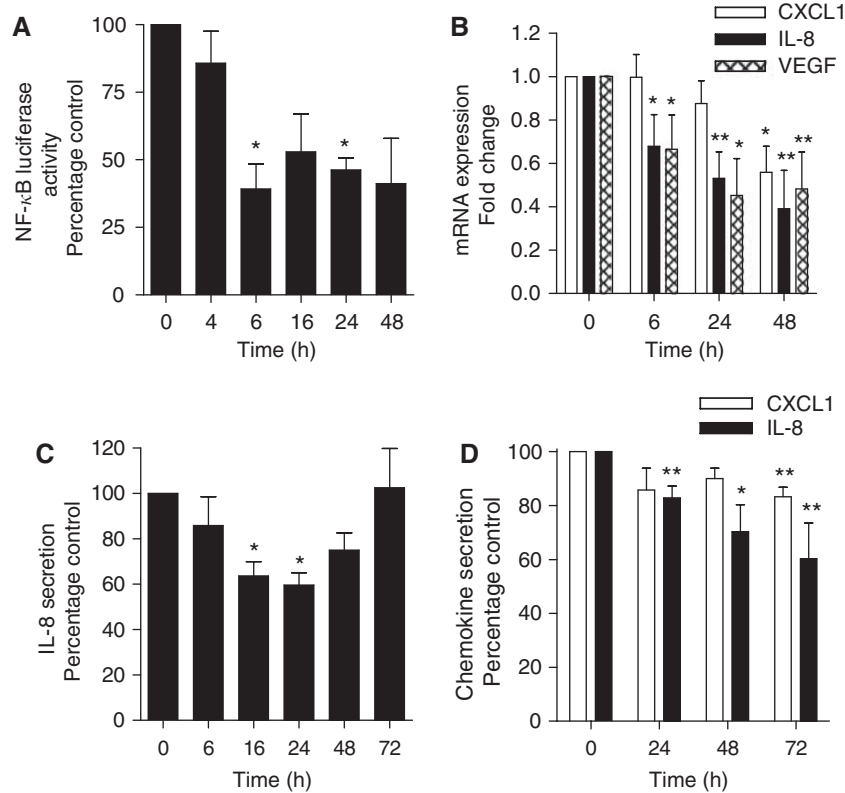 A
NF-κB luciferase
activity
Percentage control
100
75
50
25
0
*
*
0 4 6 16 24 48
Time (h)
B
CXCL1
IL-8
VEGF
mRNA expression
Fold change
1.2
1.0
0.8
0.6
0.4
0.2
0.0
* *
** *
* ** **
0 6 24 48
Time (h)
C
IL-8 secretion
Percentage control
120
100
80
60
40
20
0
* *
0 6 16 24 48 72
Time (h)
D
CXCL1
IL-8
Chemokine secretion
Percentage control
100
80
60
40
20
0
**
*
** **
0 24 48 72
Time (h)